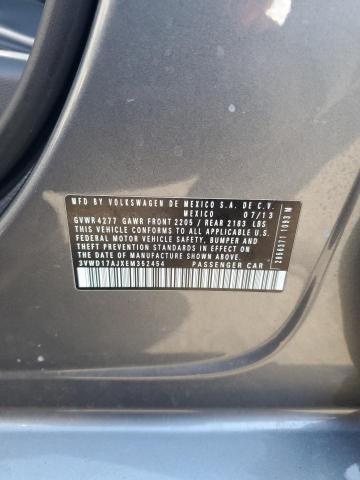 MFD BY VOLKSWAGEN DE MEXICO S.A. DE C.V.
MEXICO 07/13
GVWR 4277 GAWR FRONT 2205 / REAR 2183 LBS
THIS VEHICLE CONFORMS TO ALL APPLICABLE U.S.
FEDERAL MOTOR VEHICLE SAFETY, BUMPER AND
THEFT PREVENTION STANDARDS IN EFFECT ON
THE DATE OF MANUFACTURE SHOWN ABOVE.
3VWD17AJXEM352454 PASSENGER CAR
2866371 1093 M